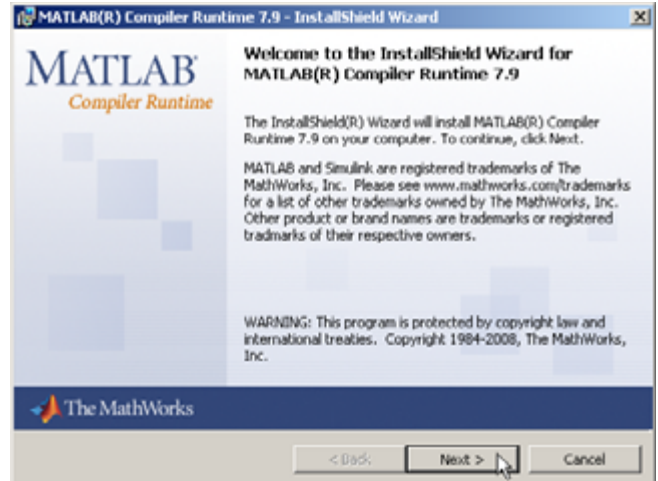 MATLAB(R) Compiler Runtime 7.9 - InstallShield Wizard
MATLAB
Compiler Runtime
Welcome to the InstallShield Wizard for
MATLAB(R) Compiler Runtime 7.9
The InstallShield(R) Wizard will install MATLAB(R) Compiler
Runtime 7.9 on your computer. To continue, click Next.
MATLAB and Simulink are registered trademarks of The
MathWorks, Inc. Please see www.mathworks.com/trademarks
for a list of other trademarks owned by The MathWorks, Inc.
Other product or brand names are trademarks or registered
tradmarks of their respective owners.
WARNING: This program is protected by copyright law and
international treaties. Copyright 1984-2008, The MathWorks,
Inc.
The MathWorks
< Back
Next >
Cancel